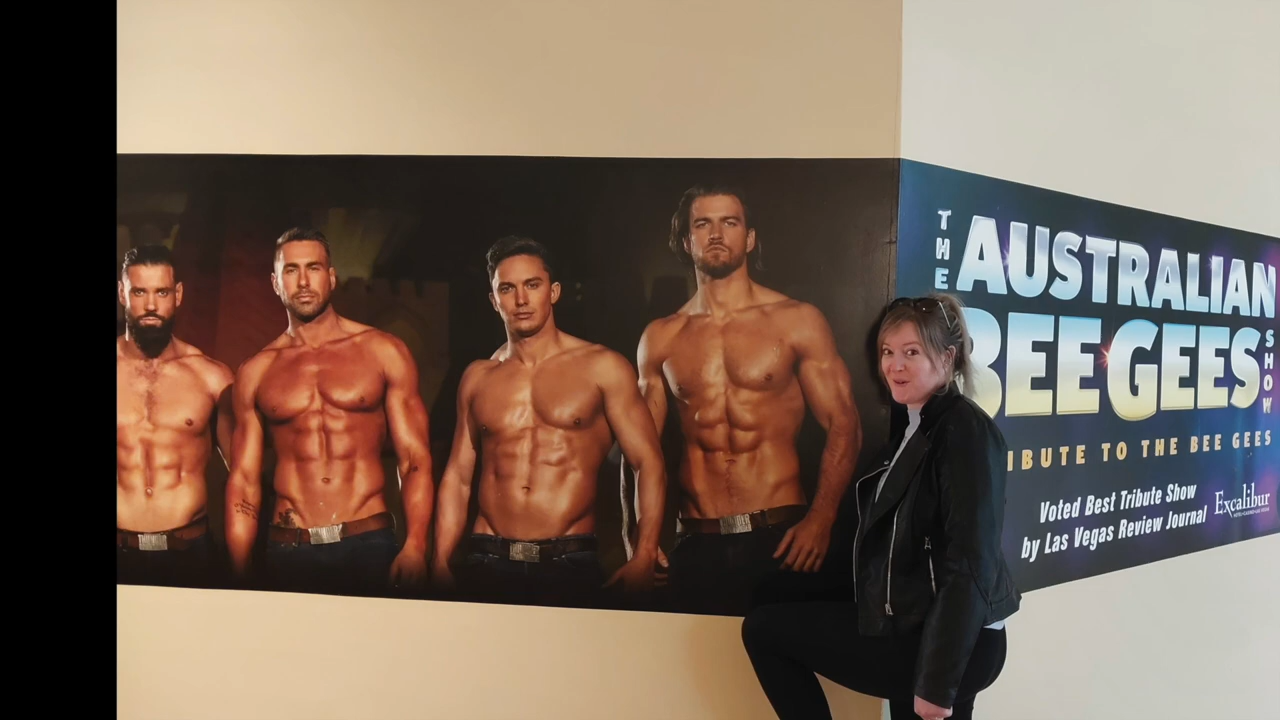 THE
AUSTRALIAN
BEE GEES
SHOW
IBUTE TO THE BEE GEES
Voted Best Tribute Show
by Las Vegas Review Journal
Excalibur